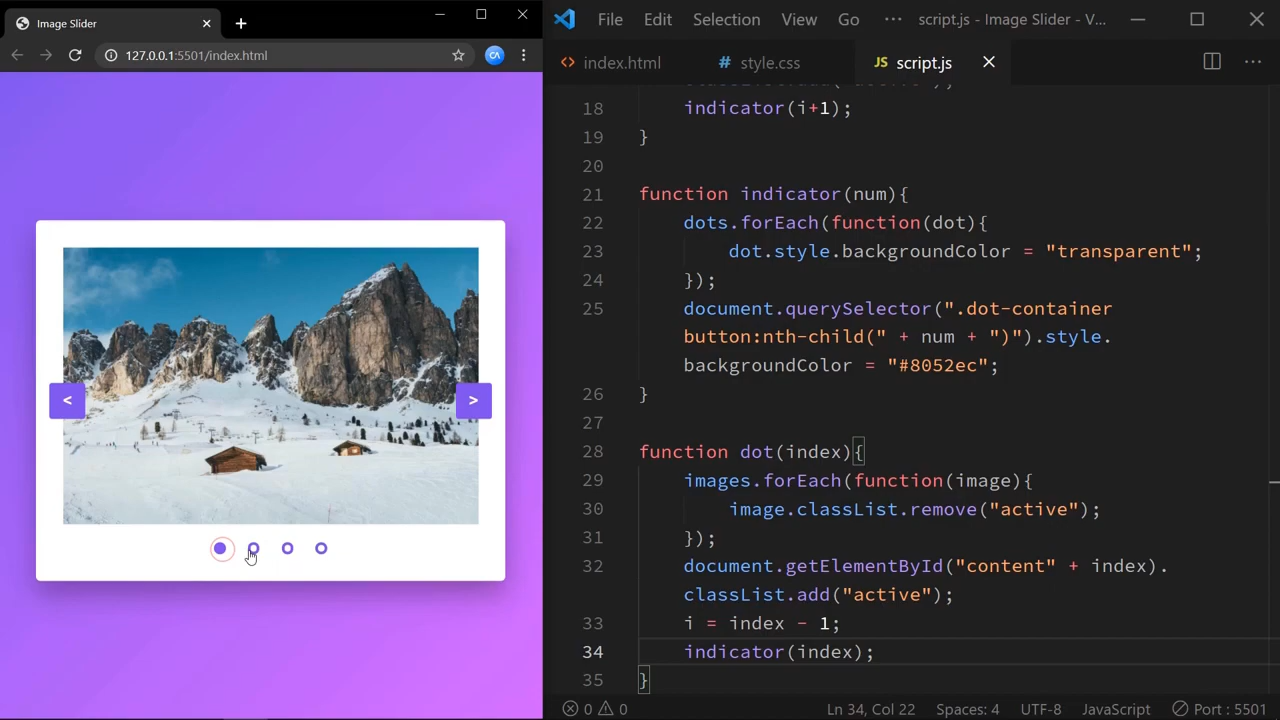 Image Slider
127.0.0.1:5501/index.html
CA
<
>
File Edit Selection View Go ··· script.js - Image Slider - V...
index.html
style.css
JS script.js
18 indicator(i+1);
19 }
20
21 function indicator(num){
22 dots.forEach(function(dot){
23 dot.style.backgroundColor = "transparent";
24 });
25 document.querySelector(".dot-container
button:nth-child(" + num + ")").style.
backgroundColor = "#8052ec";
26 }
27
28 function dot(index){
29 images.forEach(function(image){
30 image.classList.remove("active");
31 });
32 document.getElementById("content" + index).
classList.add("active");
33 i = index - 1;
34 indicator(index);
35 }
0 0 Ln 34, Col 22 Spaces: 4 UTF-8 JavaScript Port : 5501